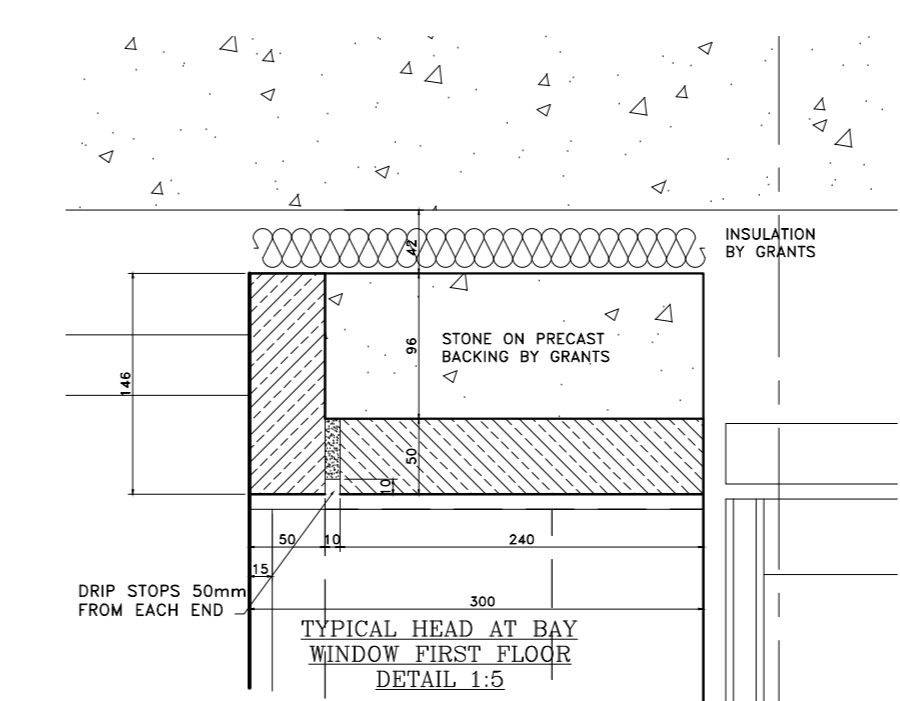 INSULATION
BY GRANTS
42
STONE ON PRECAST
BACKING BY GRANTS
96
146
50
10
50
10
240
15
DRIP STOPS 50mm
FROM EACH END
300
TYPICAL HEAD AT BAY
WINDOW FIRST FLOOR
DETAIL 1:5